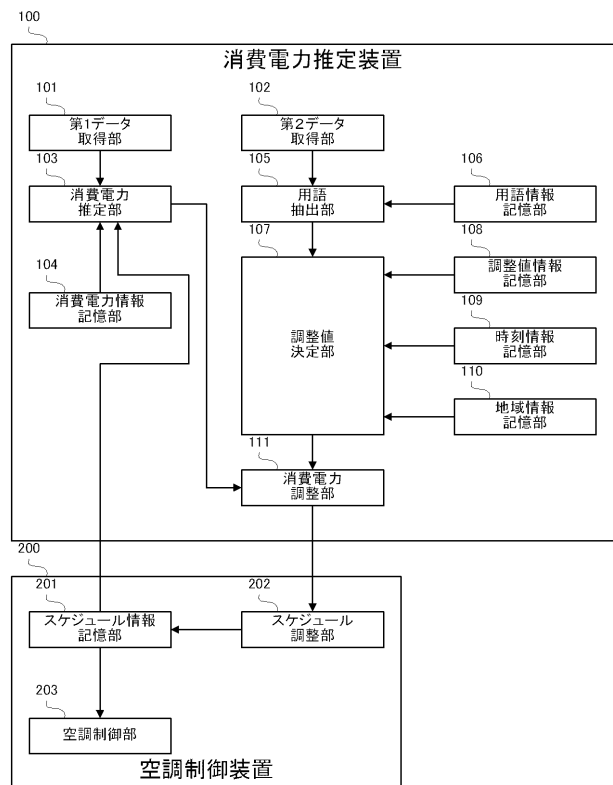 100
消費電力推定装置
101
第1データ
取得部
102
第2データ
取得部
103
消費電力
推定部
105
用語
抽出部
106
用語情報
記憶部
107
調整値
決定部
108
調整値情報
記憶部
104
消費電力情報
記憶部
109
時刻情報
記憶部
110
地域情報
記憶部
111
消費電力
調整部
200
201
スケジュール情報
記憶部
202
スケジュール
調整部
203
空調制御部
空調制御装置